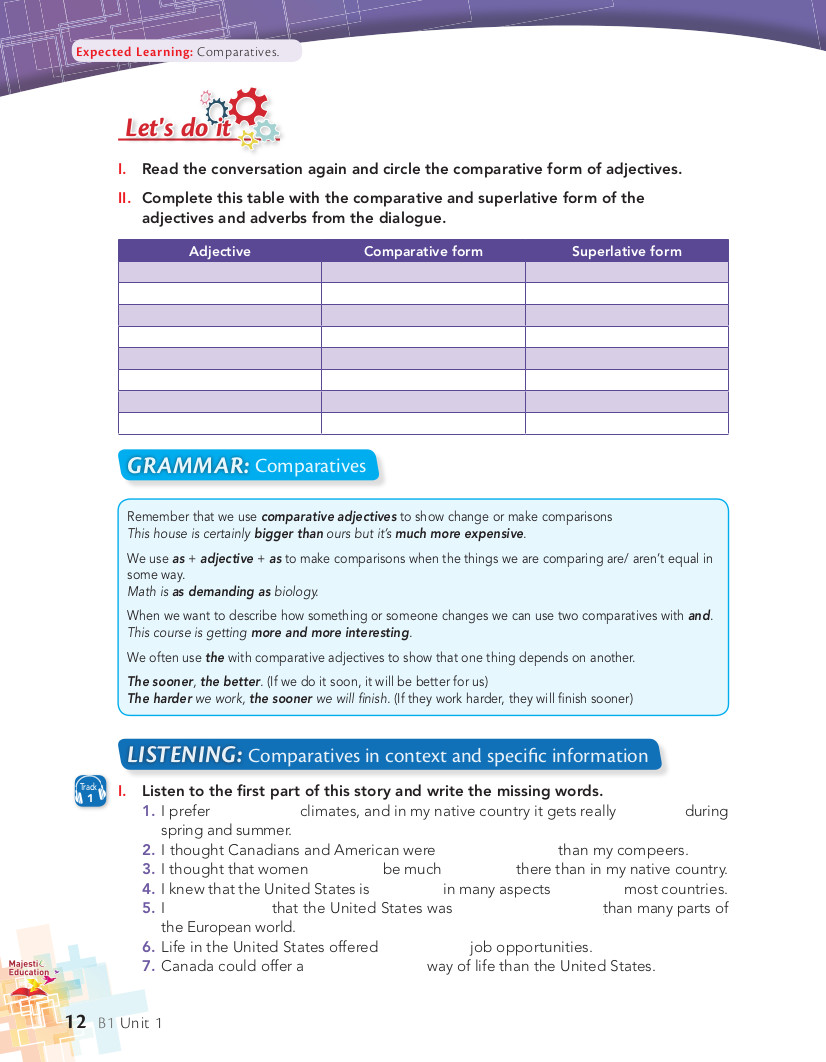 Expected Learning: Comparatives.
Let's do it
I. Read the conversation again and circle the comparative form of adjectives.
II. Complete this table with the comparative and superlative form of the
adjectives and adverbs from the dialogue.
Adjective Comparative form Superlative form
GRAMMAR: Comparatives
Remember that we use comparative adjectives to show change or make comparisons
This house is certainly bigger than ours but it's much more expensive.
We use as + adjective + as to make comparisons when the things we are comparing are/ aren't equal in
some way.
Math is as demanding as biology.
When we want to describe how something or someone changes we can use two comparatives with and.
This course is getting more and more interesting.
We often use the with comparative adjectives to show that one thing depends on another.
The sooner, the better. (If we do it soon, it will be better for us)
The harder we work, the sooner we will finish. (If they work harder, they will finish sooner)
LISTENING: Comparatives in context and specific information
Track
1
I. Listen to the first part of this story and write the missing words.
1. I prefer climates, and in my native country it gets really during
spring and summer.
2. I thought Canadians and American were than my compeers.
3. I thought that women be much there than in my native country.
4. I knew that the United States is in many aspects most countries.
5. I that the United States was than many parts of
the European world.
6. Life in the United States offered job opportunities.
7. Canada could offer a way of life than the United States.
Majestic
Education
12 B1 Unit 1